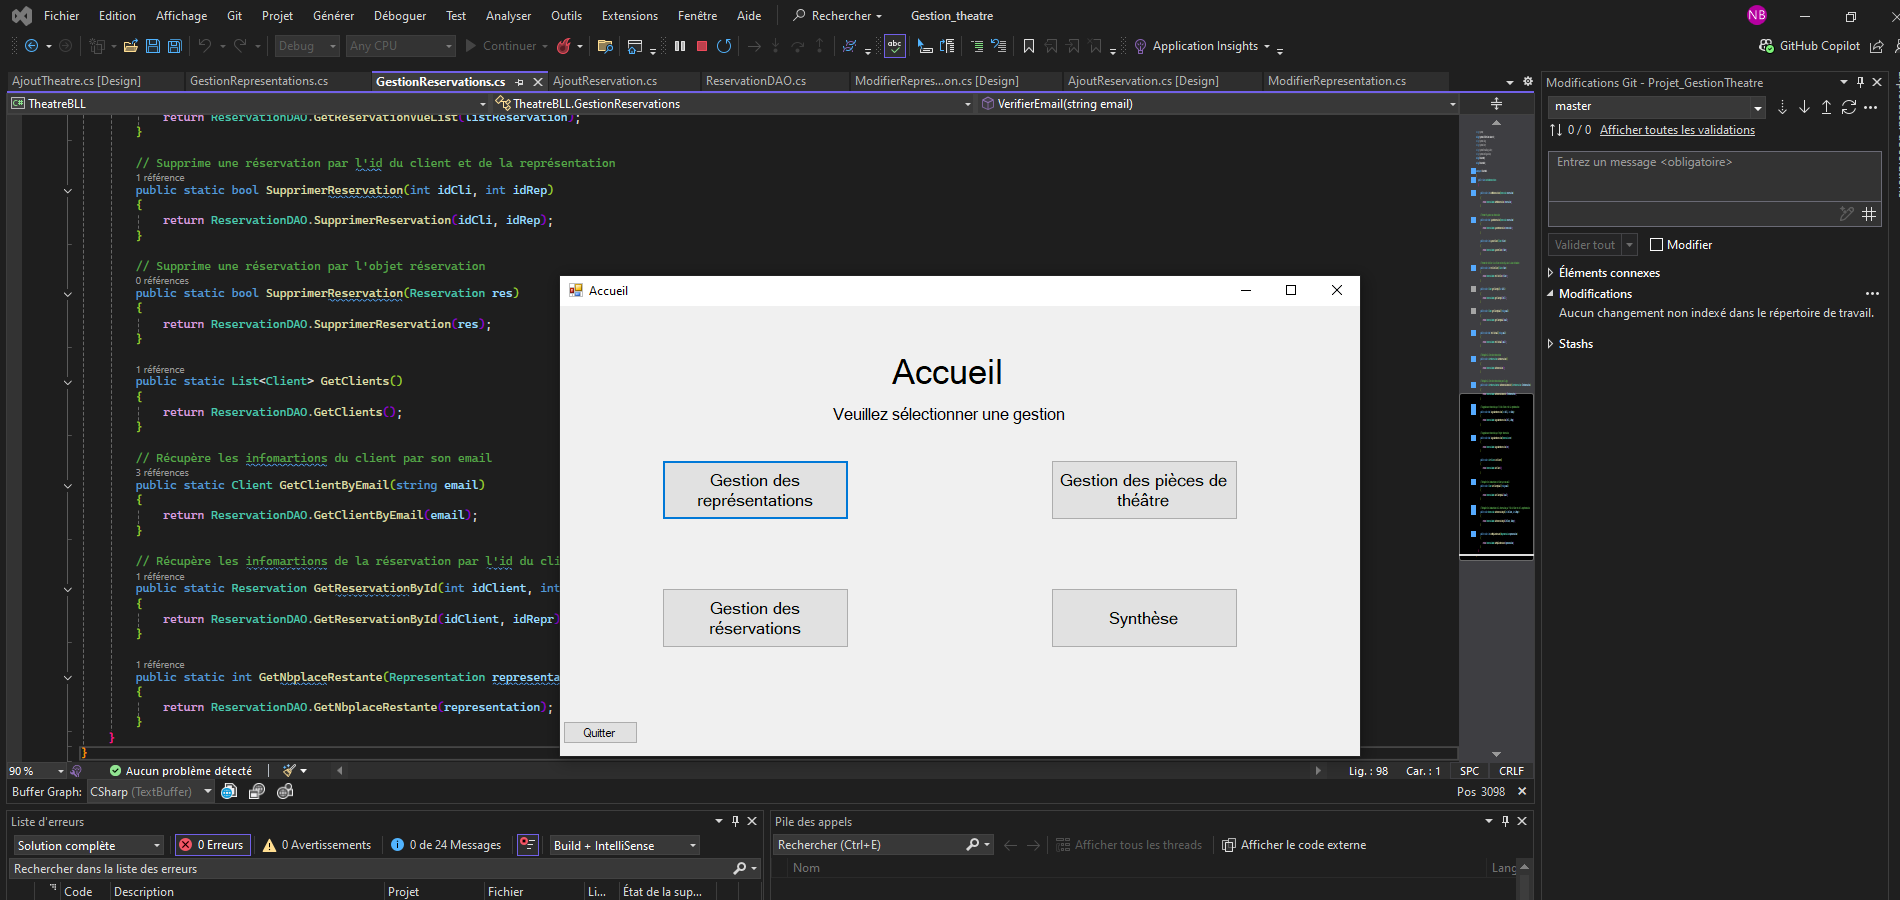 Fichier Edition Affichage Git Projet Générer Déboguer Test Analyser Outils Extensions Fenêtre Aide Rechercher Gestion_theatre NB
Debug Any CPU Continuer abc Application Insights GitHub Copilot
AjoutTheatre.cs [Design] GestionRepresentations.cs GestionReservations.cs AjoutReservation.cs ReservationDAO.cs ModifierRepres...on.cs [Design] AjoutReservation.cs [Design] ModifierRepresentation.cs
C# TheatreBLL TheatreBLL.GestionReservations VerifierEmail(string email)
return ReservationDAO.GetReservationVueList(listReservation);
}
// Supprime une réservation par l'id du client et de la représentation
1 référence
public static bool SupprimerReservation(int idCli, int idRep)
{
return ReservationDAO.SupprimerReservation(idCli, idRep);
}
// Supprime une réservation par l'objet réservation
0 références
public static bool SupprimerReservation(Reservation res)
{
return ReservationDAO.SupprimerReservation(res);
}
1 référence
public static List<Client> GetClients()
{
return ReservationDAO.GetClients();
}
// Récupère les infomartions du client par son email
3 références
public static Client GetClientByEmail(string email)
{
return ReservationDAO.GetClientByEmail(email);
}
// Récupère les infomartions de la réservation par l'id du cli
1 référence
public static Reservation GetReservationById(int idClient, int
{
return ReservationDAO.GetReservationById(idClient, idRepr)
}
1 référence
public static int GetNbplaceRestante(Representation representa
{
return ReservationDAO.GetNbplaceRestante(representation);
}
}
}
Accueil
Accueil
Veuillez sélectionner une gestion
Gestion des représentations
Gestion des pièces de théâtre
Gestion des réservations
Synthèse
Quitter
90 % Aucun problème détecté Lig. : 98 Car. : 1 SPC CRLF
Buffer Graph: CSharp (TextBuffer) Pos 3098
Liste d'erreurs
Solution complète 0 Erreurs 0 Avertissements 0 de 24 Messages Build + IntelliSense
Rechercher dans la liste des erreurs
Code Description Projet Fichier Li... État de la sup...
Pile des appels
Rechercher (Ctrl+E) Afficher tous les threads Afficher le code externe
Nom Lang
Modifications Git - Projet_GestionTheatre
master
0 / 0 Afficher toutes les validations
Entrez un message <obligatoire>
Valider tout Modifier
Éléments connexes
Modifications
Aucun changement non indexé dans le répertoire de travail.
Stashs